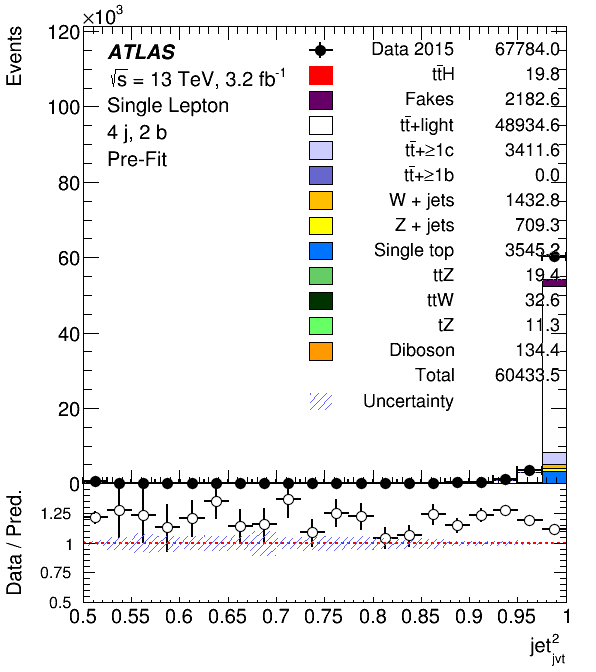 ×10³
Events
ATLAS
√s = 13 TeV, 3.2 fb⁻¹
Single Lepton
4 j, 2 b
Pre-Fit
Data 2015 67784.0
tt̄H 19.8
Fakes 2182.6
tt̄+light 48934.6
tt̄+≥1c 3411.6
tt̄+≥1b 0.0
W + jets 1432.8
Z + jets 709.3
Single top 3545.2
ttZ 19.4
ttW 32.6
tZ 11.3
Diboson 134.4
Total 60433.5
Uncertainty
120
100
80
60
40
20
0
Data / Pred.
1.25
1
0.75
0.5
0.5 0.55 0.6 0.65 0.7 0.75 0.8 0.85 0.9 0.95 1
jet²jvt